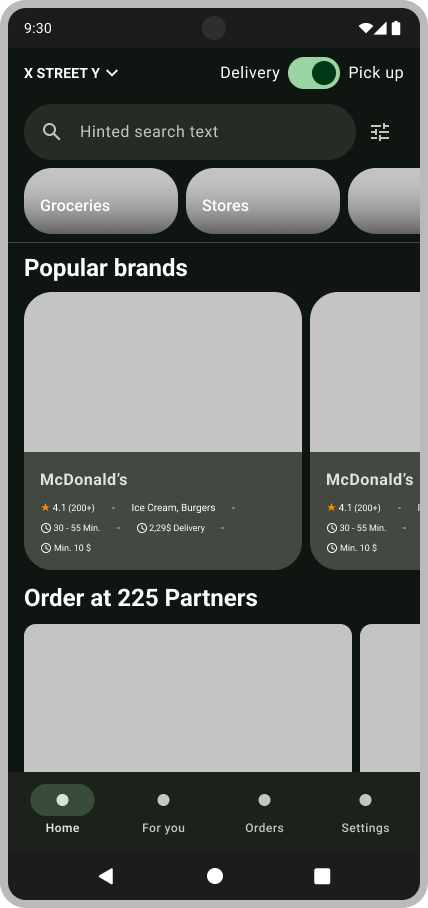 9:30
X STREET Y
Delivery
Pick up
Hinted search text
Groceries
Stores
Popular brands
McDonald's
4.1 (200+) - Ice Cream, Burgers -
30 - 55 Min. - 2,29$ Delivery -
Min. 10 $
McDonald's
4.1 (200+) -
30 - 55 Min. -
Min. 10 $
Order at 225 Partners
Home
For you
Orders
Settings